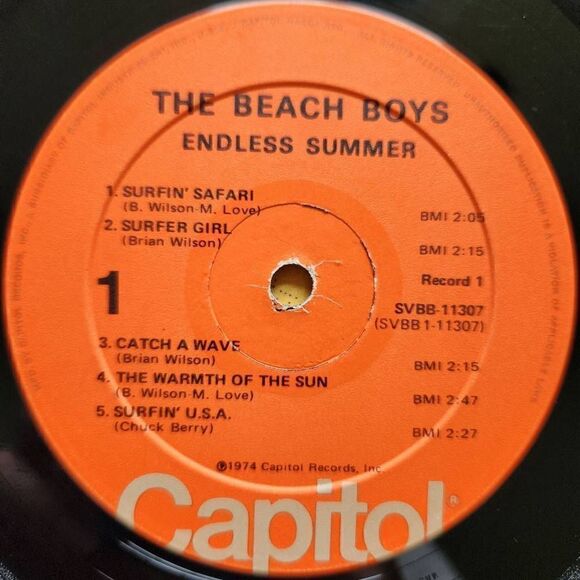 THE BEACH BOYS
ENDLESS SUMMER
1. SURFIN' SAFARI
(B. Wilson-M. Love) BMI 2:05
2. SURFER GIRL
(Brian Wilson) BMI 2:15
1
Record 1
SVBB-11307
(SVBB 1-11307)
3. CATCH A WAVE
(Brian Wilson) BMI 2:15
4. THE WARMTH OF THE SUN
(B. Wilson-M. Love) BMI 2:47
5. SURFIN' U.S.A.
(Chuck Berry) BMI 2:27
℗1974 Capitol Records, Inc.
Capitol®